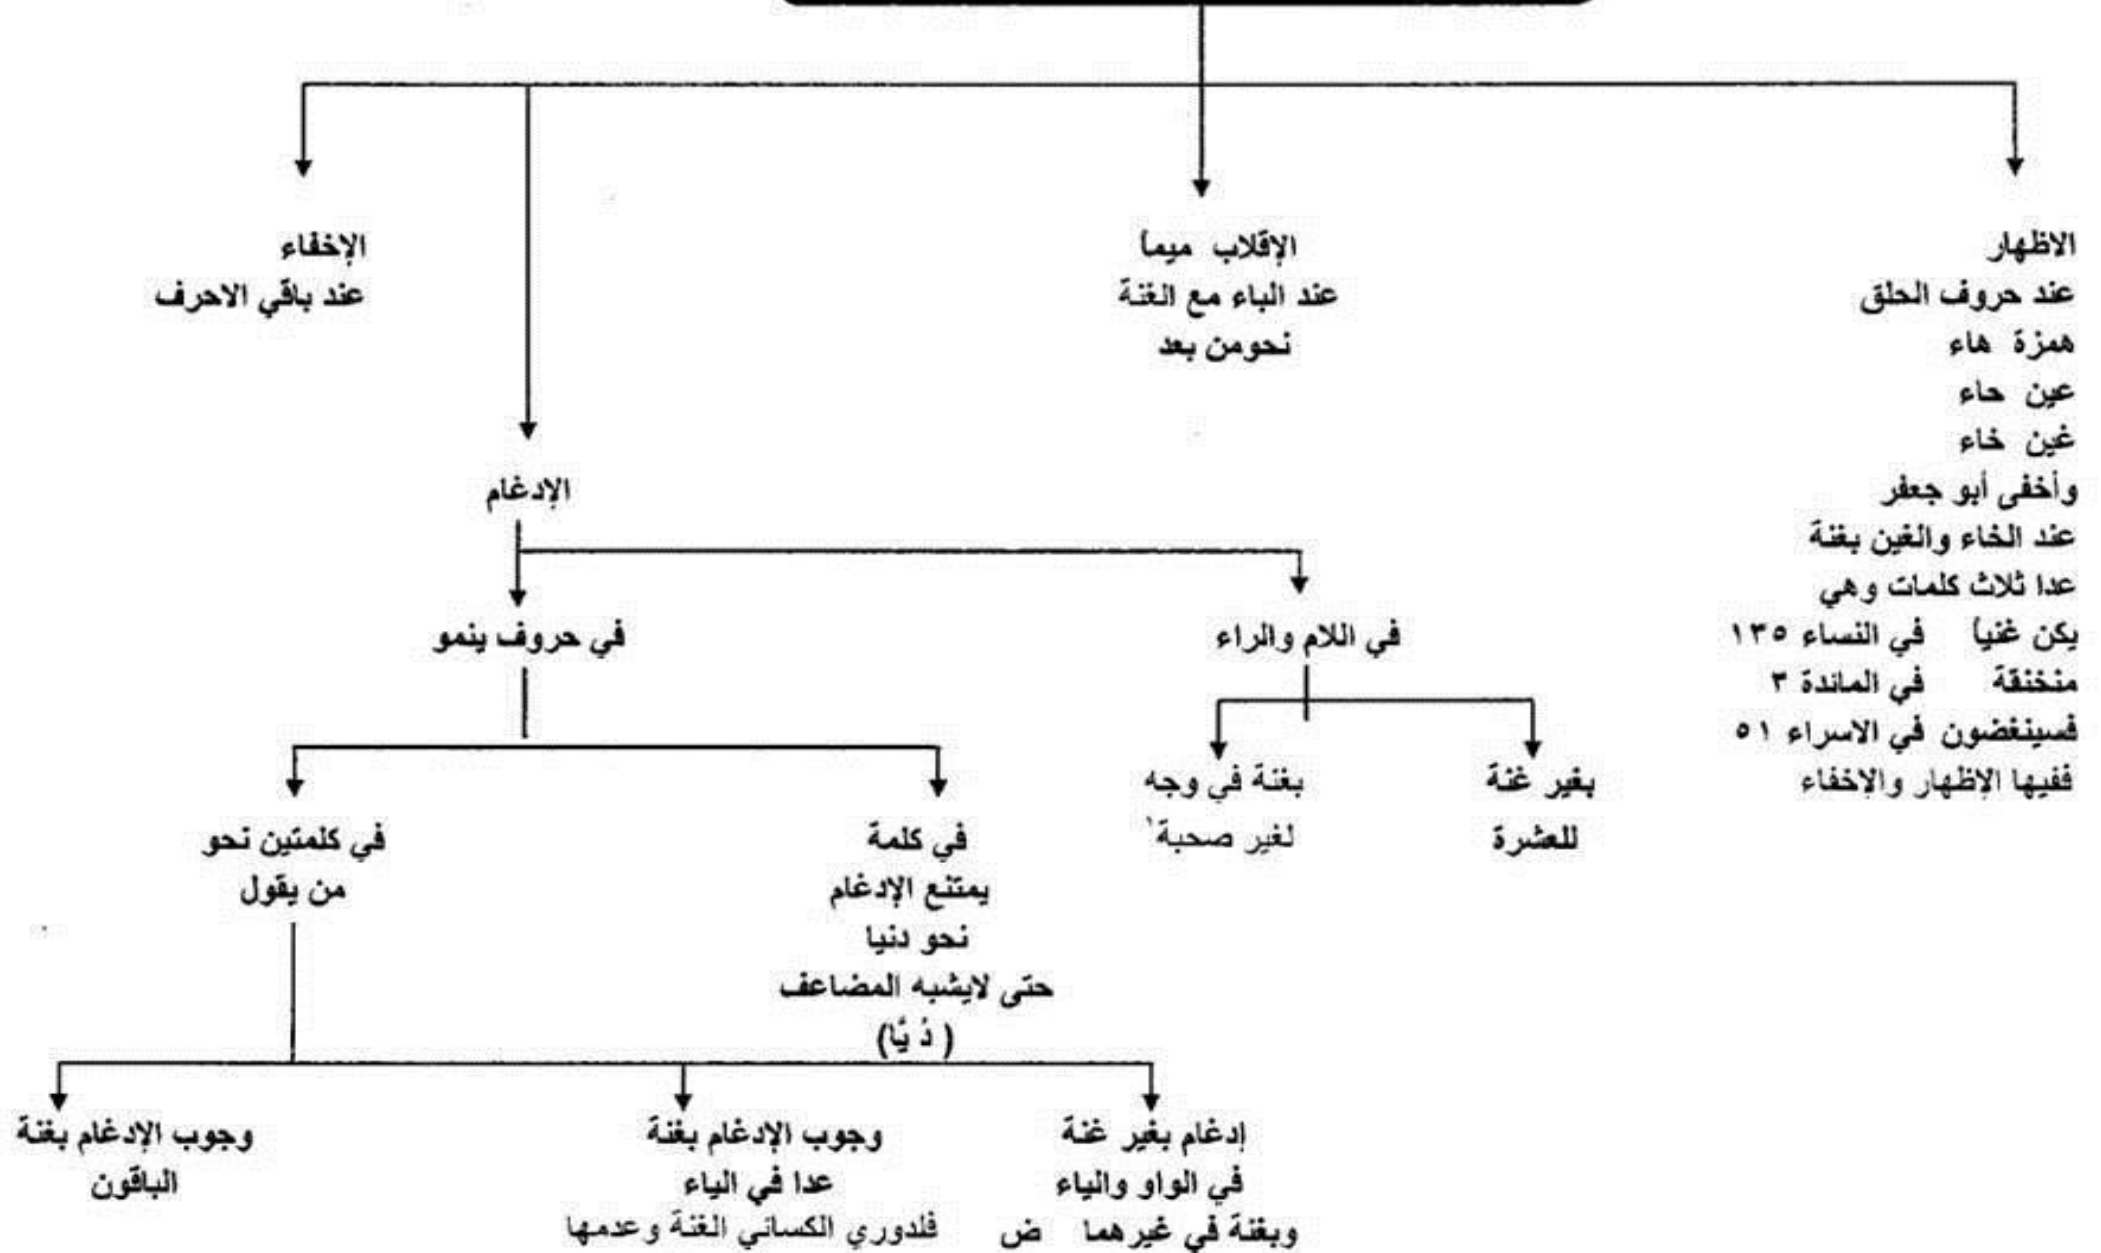 الاظهار
عند حروف الحلق
همزة هاء
عين حاء
غين خاء
وأخفى أبو جعفر
عند الخاء والغين بغنة
عدا ثلاث كلمات وهي
يكن غنياً في النساء ١٣٥
منخنقة في المائدة ٣
فسينغضون في الاسراء ٥١
ففيها الإظهار والإخفاء
الإقلاب ميماً
عند الباء مع الغنة
نحومن بعد
الإدغام
في اللام والراء
بغير غنة
للعشرة
بغنة في وجه
لغير صحبة١
في حروف ينمو
في كلمة
يمتنع الإدغام
نحو دنيا
حتى لايشبه المضاعف
(دُ يَّا)
في كلمتين نحو
من يقول
إدغام بغير غنة
في الواو والياء
وبغنة في غيرهما ض
وجوب الإدغام بغنة
عدا في الياء
فلدوري الكسائي الغنة وعدمها
وجوب الإدغام بغنة
الباقون
الإخفاء
عند باقي الاحرف